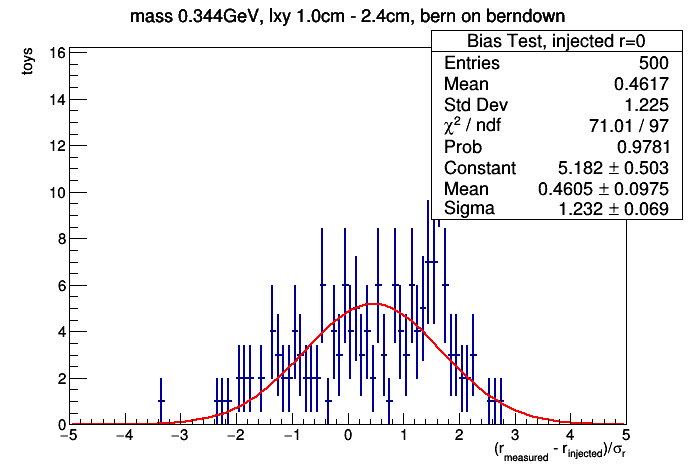 mass 0.344GeV, lxy 1.0cm - 2.4cm, bern on berndown
Bias Test, injected r=0
Entries 500
Mean 0.4617
Std Dev 1.225
χ² / ndf 71.01 / 97
Prob 0.9781
Constant 5.182 ± 0.503
Mean 0.4605 ± 0.0975
Sigma 1.232 ± 0.069
toys
16
14
12
10
8
6
4
2
0
−5 −4 −3 −2 −1 0 1 2 3 4 5
(r_measured - r_injected)/σ_r